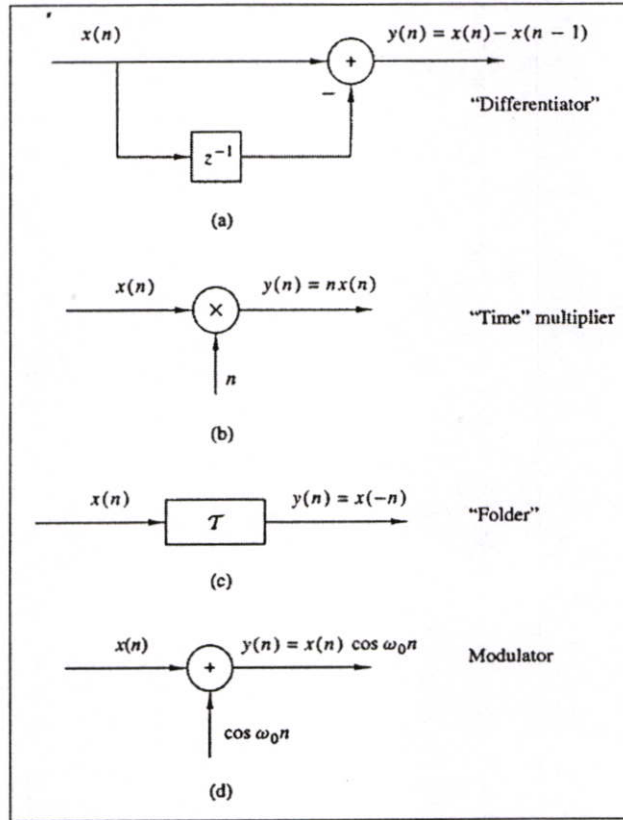 x(n)
y(n) = x(n) − x(n − 1)
+
−
"Differentiator"
z⁻¹
(a)
x(n)
y(n) = nx(n)
×
"Time" multiplier
n
(b)
x(n)
y(n) = x(−n)
𝒯
"Folder"
(c)
x(n)
y(n) = x(n) cos ω₀n
+
Modulator
cos ω₀n
(d)